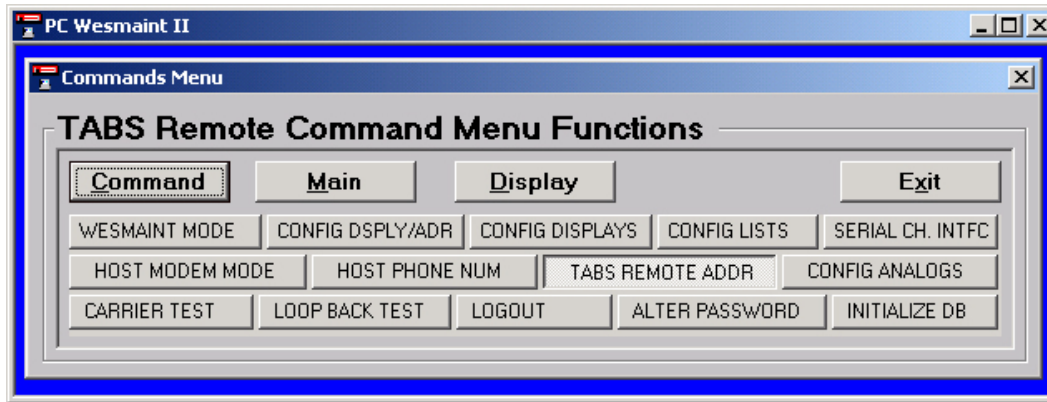 PC Wesmaint II
Commands Menu
TABS Remote Command Menu Functions
Command Main Display Exit
WESMAINT MODE CONFIG DSPLY/ADR CONFIG DISPLAYS CONFIG LISTS SERIAL CH. INTFC
HOST MODEM MODE HOST PHONE NUM TABS REMOTE ADDR CONFIG ANALOGS
CARRIER TEST LOOP BACK TEST LOGOUT ALTER PASSWORD INITIALIZE DB